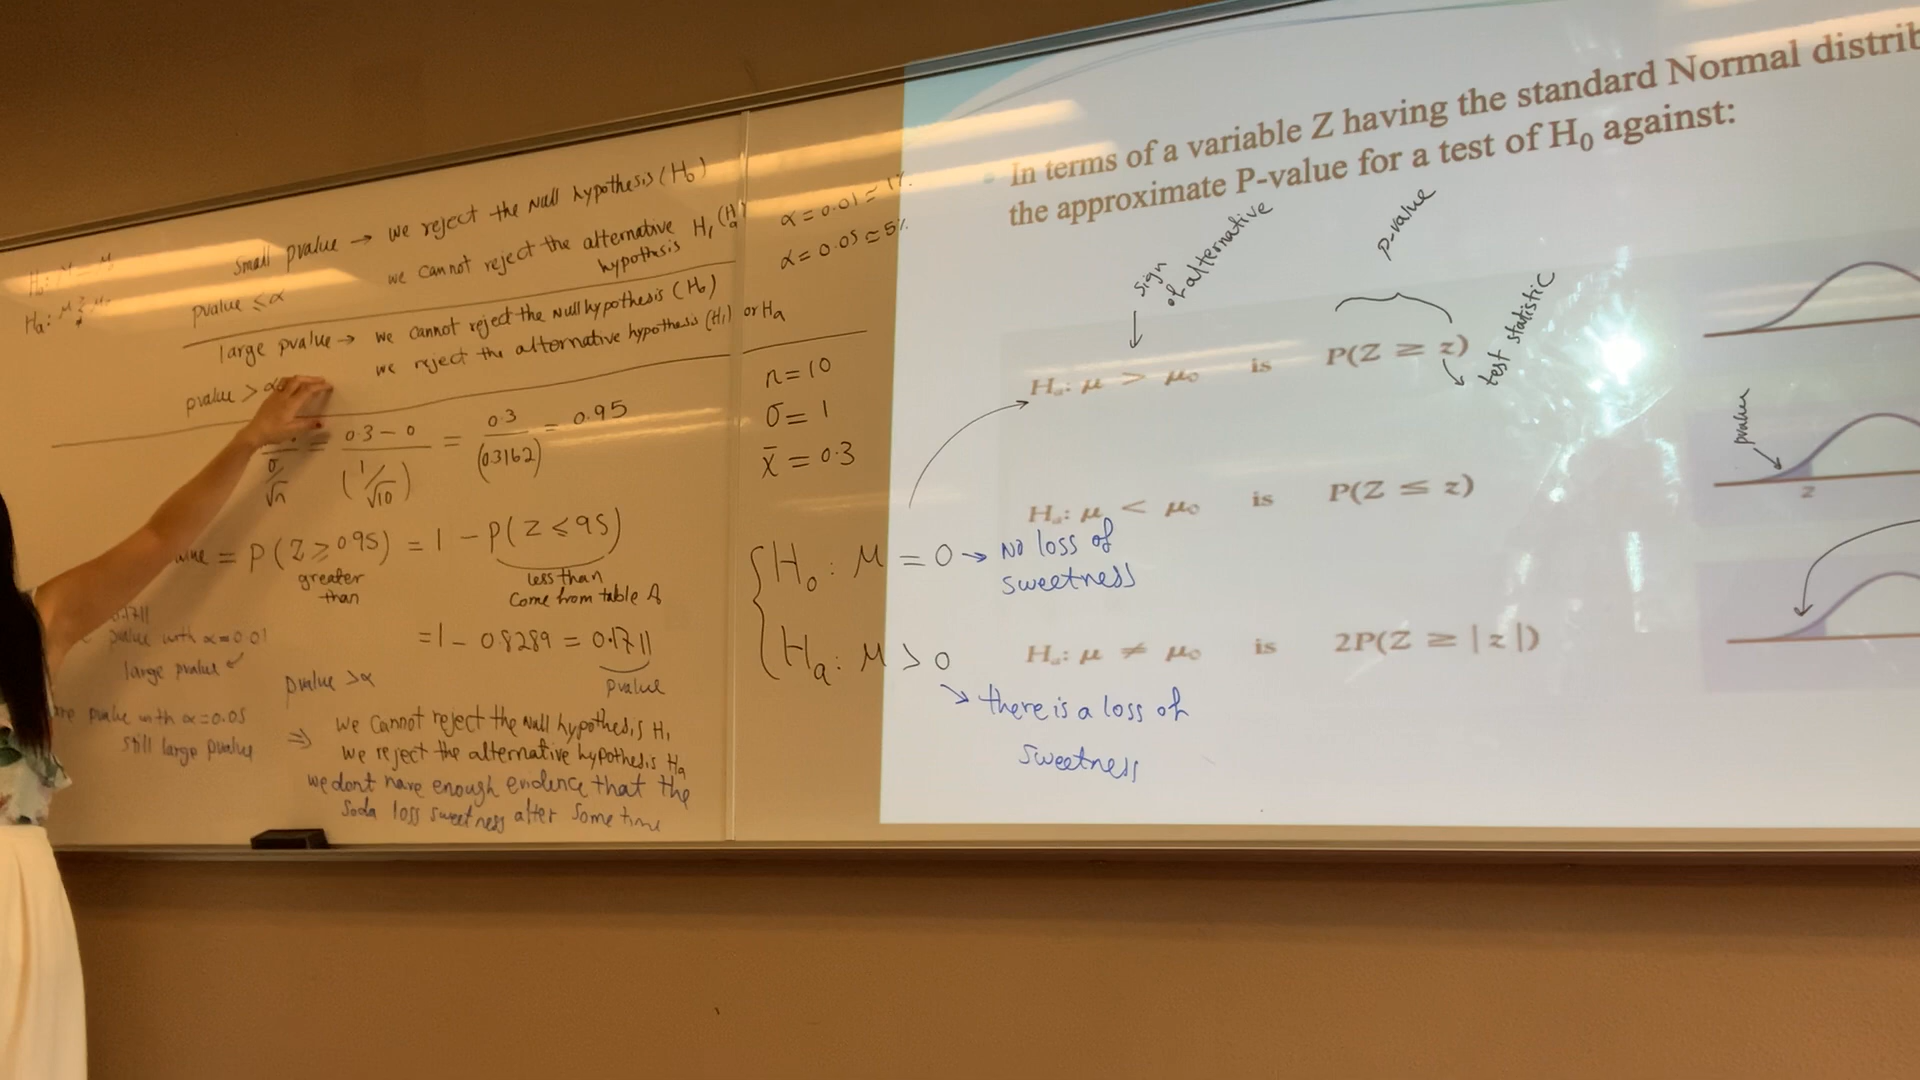 Small pvalue → we reject the null hypothesis (H₀)
we cannot reject the alternative H₁ (Ha)
hypothesis
pvalue ≤ α
large pvalue → we cannot reject the null hypothesis (H₀)
we reject the alternative hypothesis (H₁) or Ha
pvalue > α
Ha: μ
α = 0.01 ≃ 1%
α = 0.05 ≃ 5%
σ/√n = 0.3 − 0 / (1/√10) = 0.3 / (0.3162) = 0.95
n = 10
σ = 1
x̄ = 0.3
= P(Z ≥ 0.95) = 1 − P(Z ≤ 95)
greater
than
less than
Come from table A
= 1 − 0.8289 = 0.1711
pvalue
pvalue with α = 0.01
large pvalue
pvalue with α = 0.05
still large pvalue
pvalue > α
⇒ we cannot reject the null hypothesis H₁
we reject the alternative hypothesis Ha
we dont have enough evidence that the
Soda loss sweetness after some time
H₀: μ = 0 → No loss of
sweetness
Ha: μ > 0
→ there is a loss of
sweetness
In terms of a variable Z having the standard Normal distrib
the approximate P-value for a test of H₀ against:
sign
of alternative
p-value
test statistic
Hₐ: μ > μ₀ is P(Z ≥ z)
Hₐ: μ < μ₀ is P(Z ≤ z)
Hₐ: μ ≠ μ₀ is 2P(Z ≥ |z|)
pvalue
z